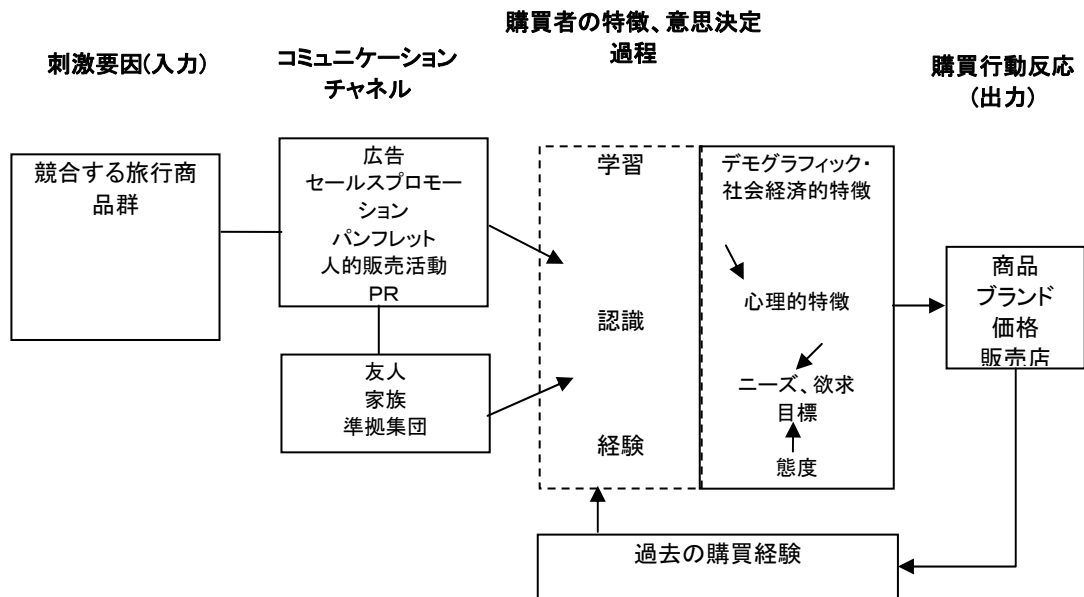 刺激要因(入力)
コミュニケーション
チャネル
購買者の特徴、意思決定
過程
購買行動反応
(出力)
競合する旅行商
品群
広告
セールスプロモー
ション
パンフレット
人的販売活動
PR
友人
家族
準拠集団
学習
認識
経験
デモグラフィック・
社会経済的特徴
心理的特徴
ニーズ、欲求
目標
態度
商品
ブランド
価格
販売店
過去の購買経験